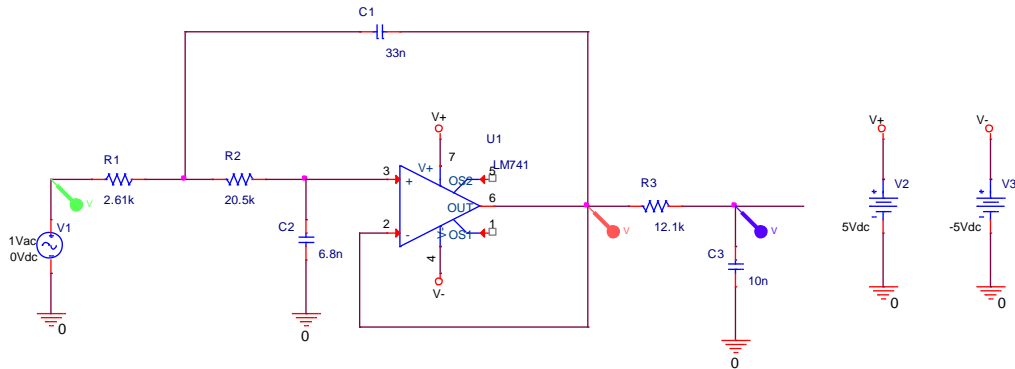 C1
33n
V+
V+
V-
U1
R1
R2
3
V+
7
5
LM741
OS2
+
2.61k
20.5k
6
OUT
R3
V2
V3
V
V1
C2
2
-
V-
OS1
1
12.1k
V
V
1Vac
0Vdc
6.8n
4
C3
5Vdc
-5Vdc
V-
10n
0
0
0
0
0